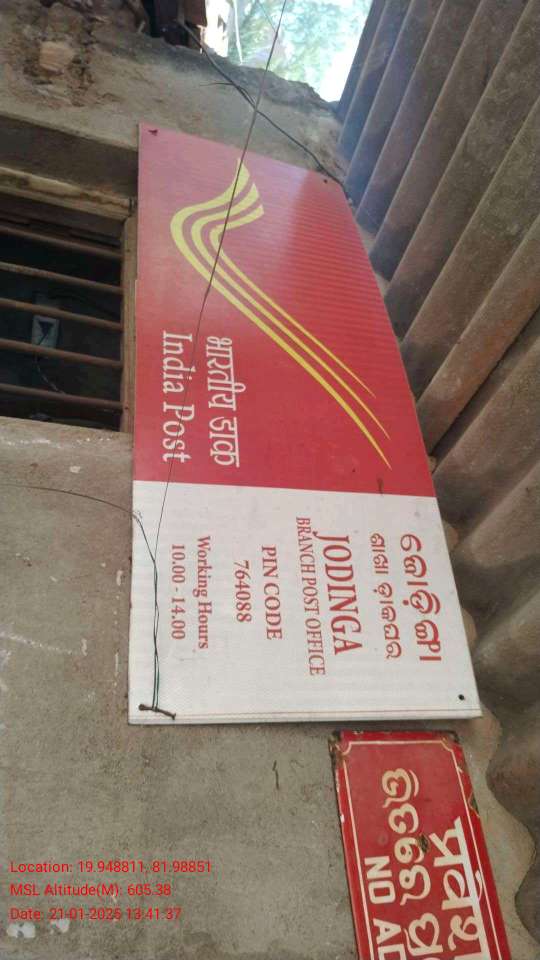 भारतीय डाक
India Post
ଜୋଡ଼ିଙ୍ଗା
ଶାଖା ଡ଼ାକଘର
JODINGA
BRANCH POST OFFICE
PIN CODE
764088
Working Hours
10.00 - 14.00
NO AD
Location: 19.948811, 81.98851
MSL Altitude(M): 605.38
Date: 21-01-2025 13:41:37